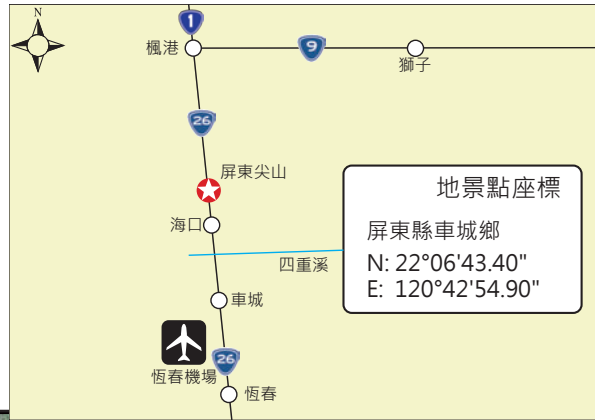 N
1
楓港
9
獅子
26
屏東尖山
地景點座標
海口
屏東縣車城鄉
四重溪
N: 22°06'43.40"
E: 120°42'54.90"
車城
26
恆春機場
恆春